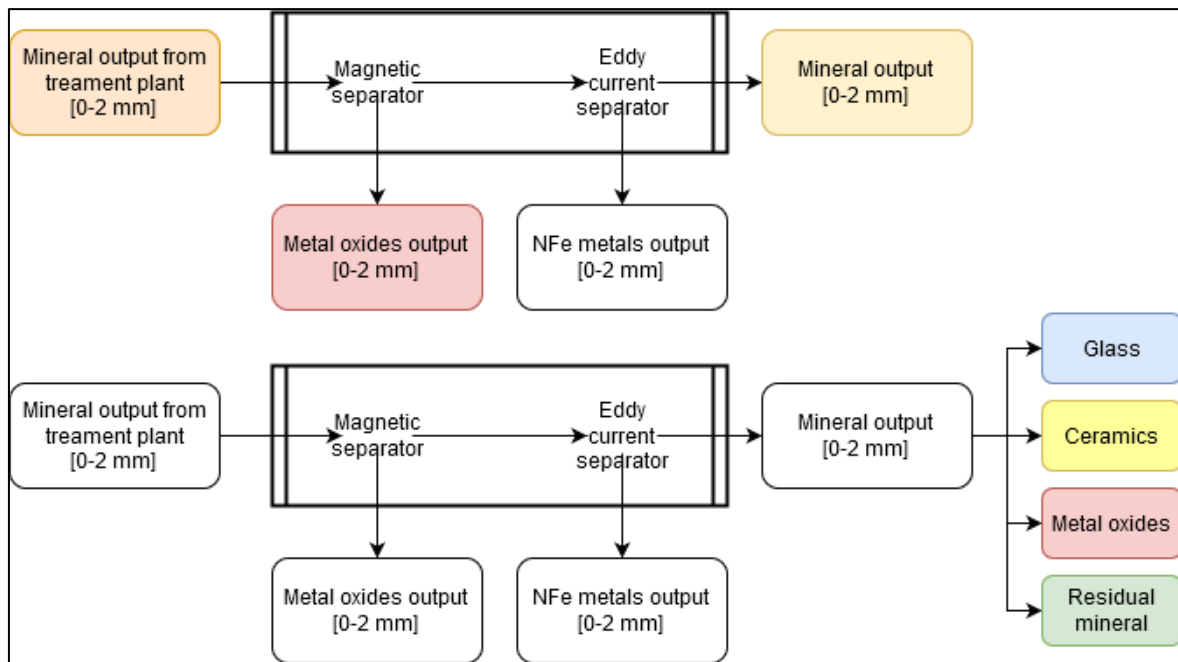 Mineral output from
treament plant
[0-2 mm]
Magnetic
separator
Eddy
current
separator
Mineral output
[0-2 mm]
Metal oxides output
[0-2 mm]
NFe metals output
[0-2 mm]
Mineral output from
treament plant
[0-2 mm]
Magnetic
separator
Eddy
current
separator
Mineral output
[0-2 mm]
Metal oxides output
[0-2 mm]
NFe metals output
[0-2 mm]
Glass
Ceramics
Metal oxides
Residual
mineral